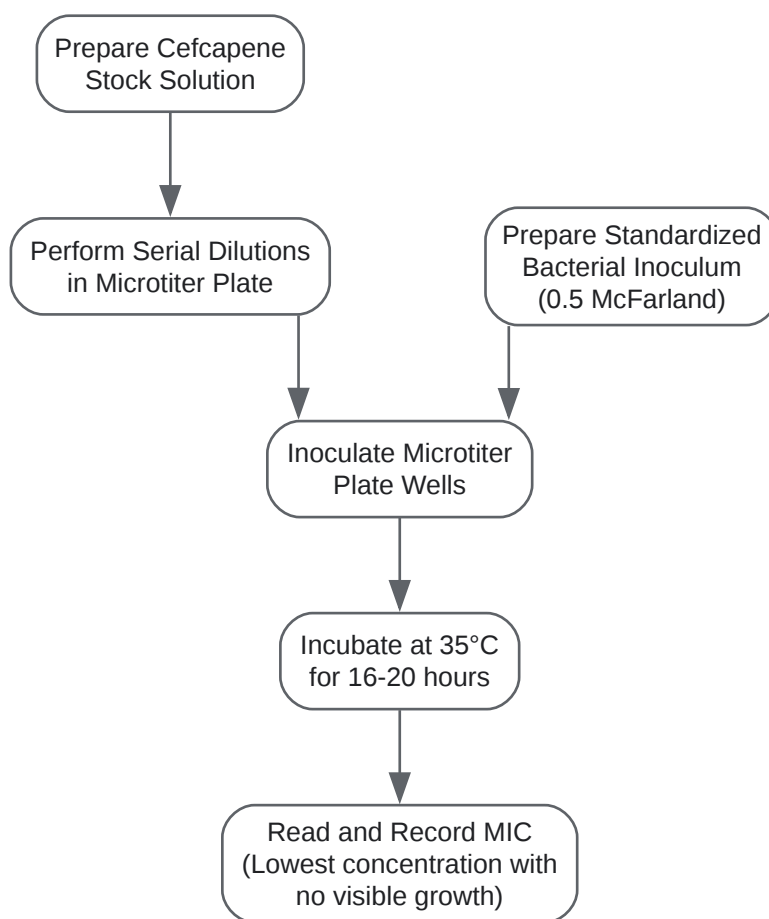 Prepare Cefcapene
Stock Solution
Perform Serial Dilutions
in Microtiter Plate
Prepare Standardized
Bacterial Inoculum
(0.5 McFarland)
Inoculate Microtiter
Plate Wells
Incubate at 35°C
for 16-20 hours
Read and Record MIC
(Lowest concentration with
no visible growth)